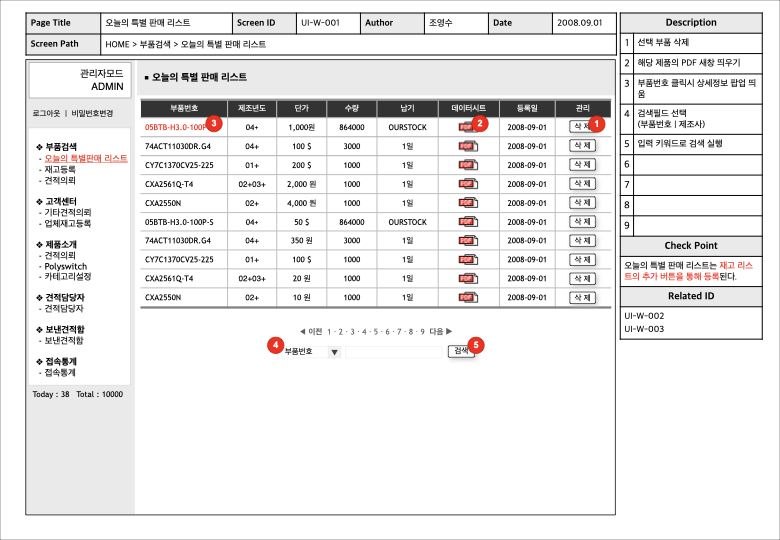 Page Title 오늘의 특별 판매 리스트 Screen ID UI-W-001 Author 조영수 Date 2008.09.01
Screen Path HOME > 부품검색 > 오늘의 특별 판매 리스트
관리자모드
ADMIN
로그아웃 | 비밀번호변경
❖ 부품검색
- 오늘의 특별판매 리스트
- 재고등록
- 견적의뢰
❖ 고객센터
- 기타견적의뢰
- 업체재고등록
❖ 제품소개
- 견적의뢰
- Polyswitch
- 카테고리설정
❖ 견적담당자
- 견적담당자
❖ 보낸견적함
- 보낸견적함
❖ 접속통계
- 접속통계
Today : 38 Total : 10000
▪ 오늘의 특별 판매 리스트
부품번호 제조년도 단가 수량 납기 데이터시트 등록일 관리
05BTB-H3.0-100P 3 04+ 1,000원 864000 OURSTOCK PDF 2 2008-09-01 삭 제 1
74ACT11030DR.G4 04+ 100 $ 3000 1일 PDF 2008-09-01 삭 제
CY7C1370CV25-225 01+ 200 $ 1000 1일 PDF 2008-09-01 삭 제
CXA2561Q-T4 02+03+ 2,000 원 1000 1일 PDF 2008-09-01 삭 제
CXA2550N 02+ 4,000 원 1000 1일 PDF 2008-09-01 삭 제
05BTB-H3.0-100P-S 04+ 50 $ 864000 OURSTOCK PDF 2008-09-01 삭 제
74ACT11030DR.G4 04+ 350 원 3000 1일 PDF 2008-09-01 삭 제
CY7C1370CV25-225 01+ 100 $ 1000 1일 PDF 2008-09-01 삭 제
CXA2561Q-T4 02+03+ 20 원 1000 1일 PDF 2008-09-01 삭 제
CXA2550N 02+ 10 원 1000 1일 PDF 2008-09-01 삭 제
◀ 이전 1 · 2 · 3 · 4 · 5 · 6 · 7 · 8 · 9 다음 ▶
4 부품번호 ▼ 검색 5
Description
1 선택 부품 삭제
2 해당 제품의 PDF 새창 띄우기
3 부품번호 클릭시 상세정보 팝업 띄
움
4 검색필드 선택
(부품번호 | 제조사)
5 입력 키워드로 검색 실행
6
7
8
9
Check Point
오늘의 특별 판매 리스트는 재고 리스
트의 추가 버튼을 통해 등록된다.
Related ID
UI-W-002
UI-W-003